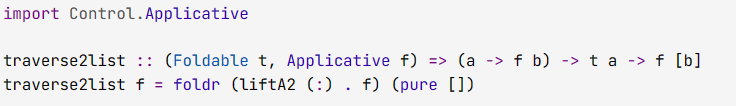 import Control.Applicative
traverse2list :: (Foldable t, Applicative f) => (a -> f b) -> t a -> f [b]
traverse2list f = foldr (liftA2 (:) . f) (pure [])